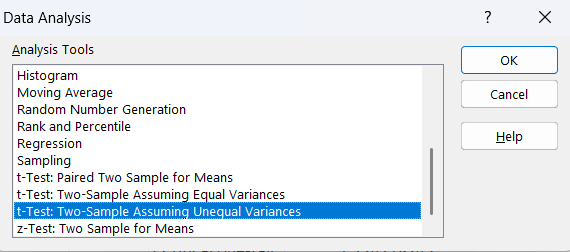 Data Analysis
?
Analysis Tools
Histogram
Moving Average
Random Number Generation
Rank and Percentile
Regression
Sampling
t-Test: Paired Two Sample for Means
t-Test: Two-Sample Assuming Equal Variances
t-Test: Two-Sample Assuming Unequal Variances
z-Test: Two Sample for Means
OK
Cancel
Help